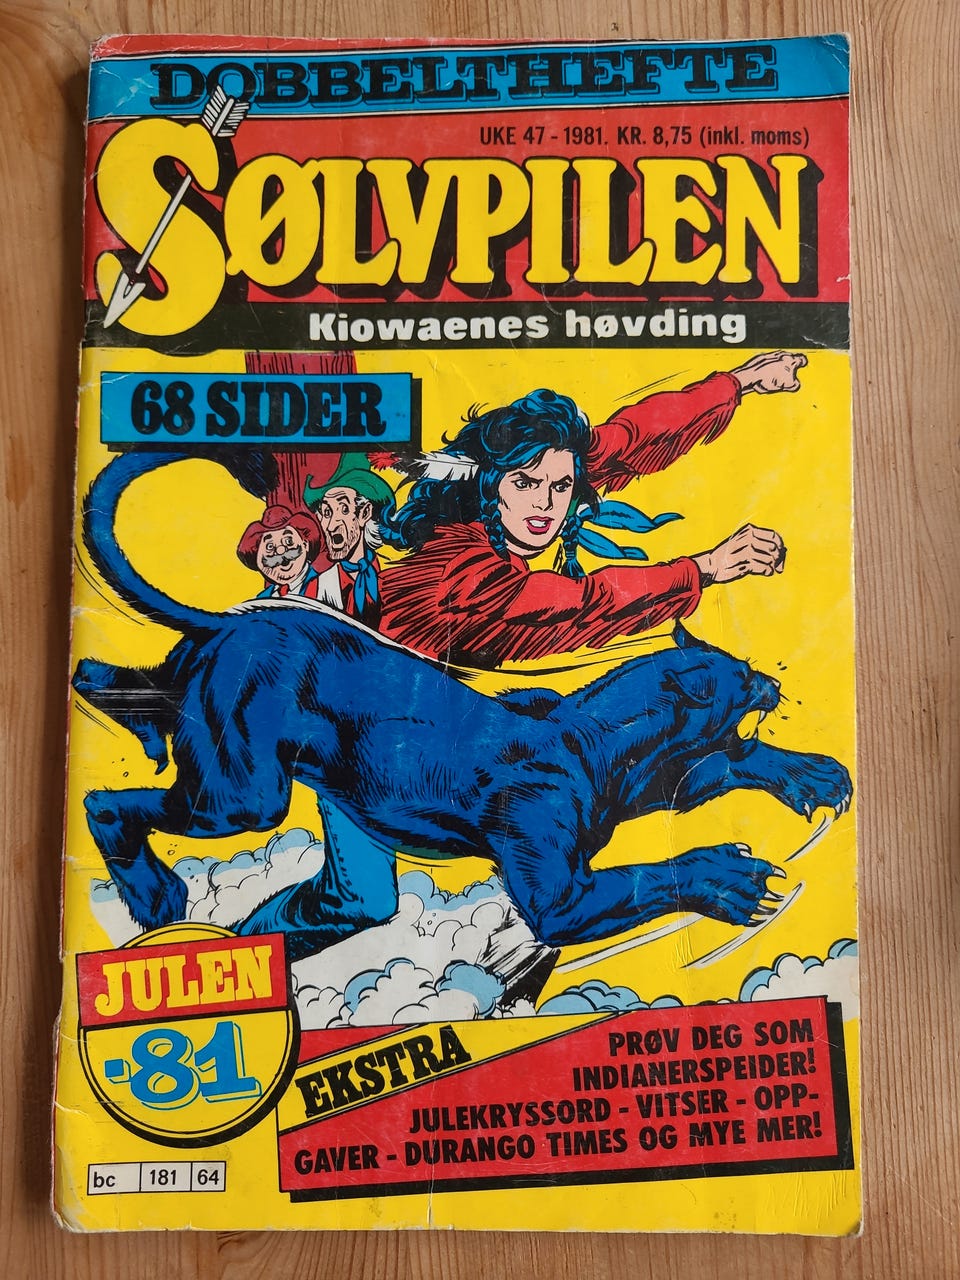 DOBBELTHEFTE
UKE 47 - 1981. KR. 8,75 (inkl. moms)
SØLVPILEN
Kiowaenes høvding
68 SIDER
JULEN
-81
EKSTRA
PRØV DEG SOM
INDIANERSPEIDER!
JULEKRYSSORD - VITSER - OPP-
GAVER - DURANGO TIMES OG MYE MER!
bc 181 64